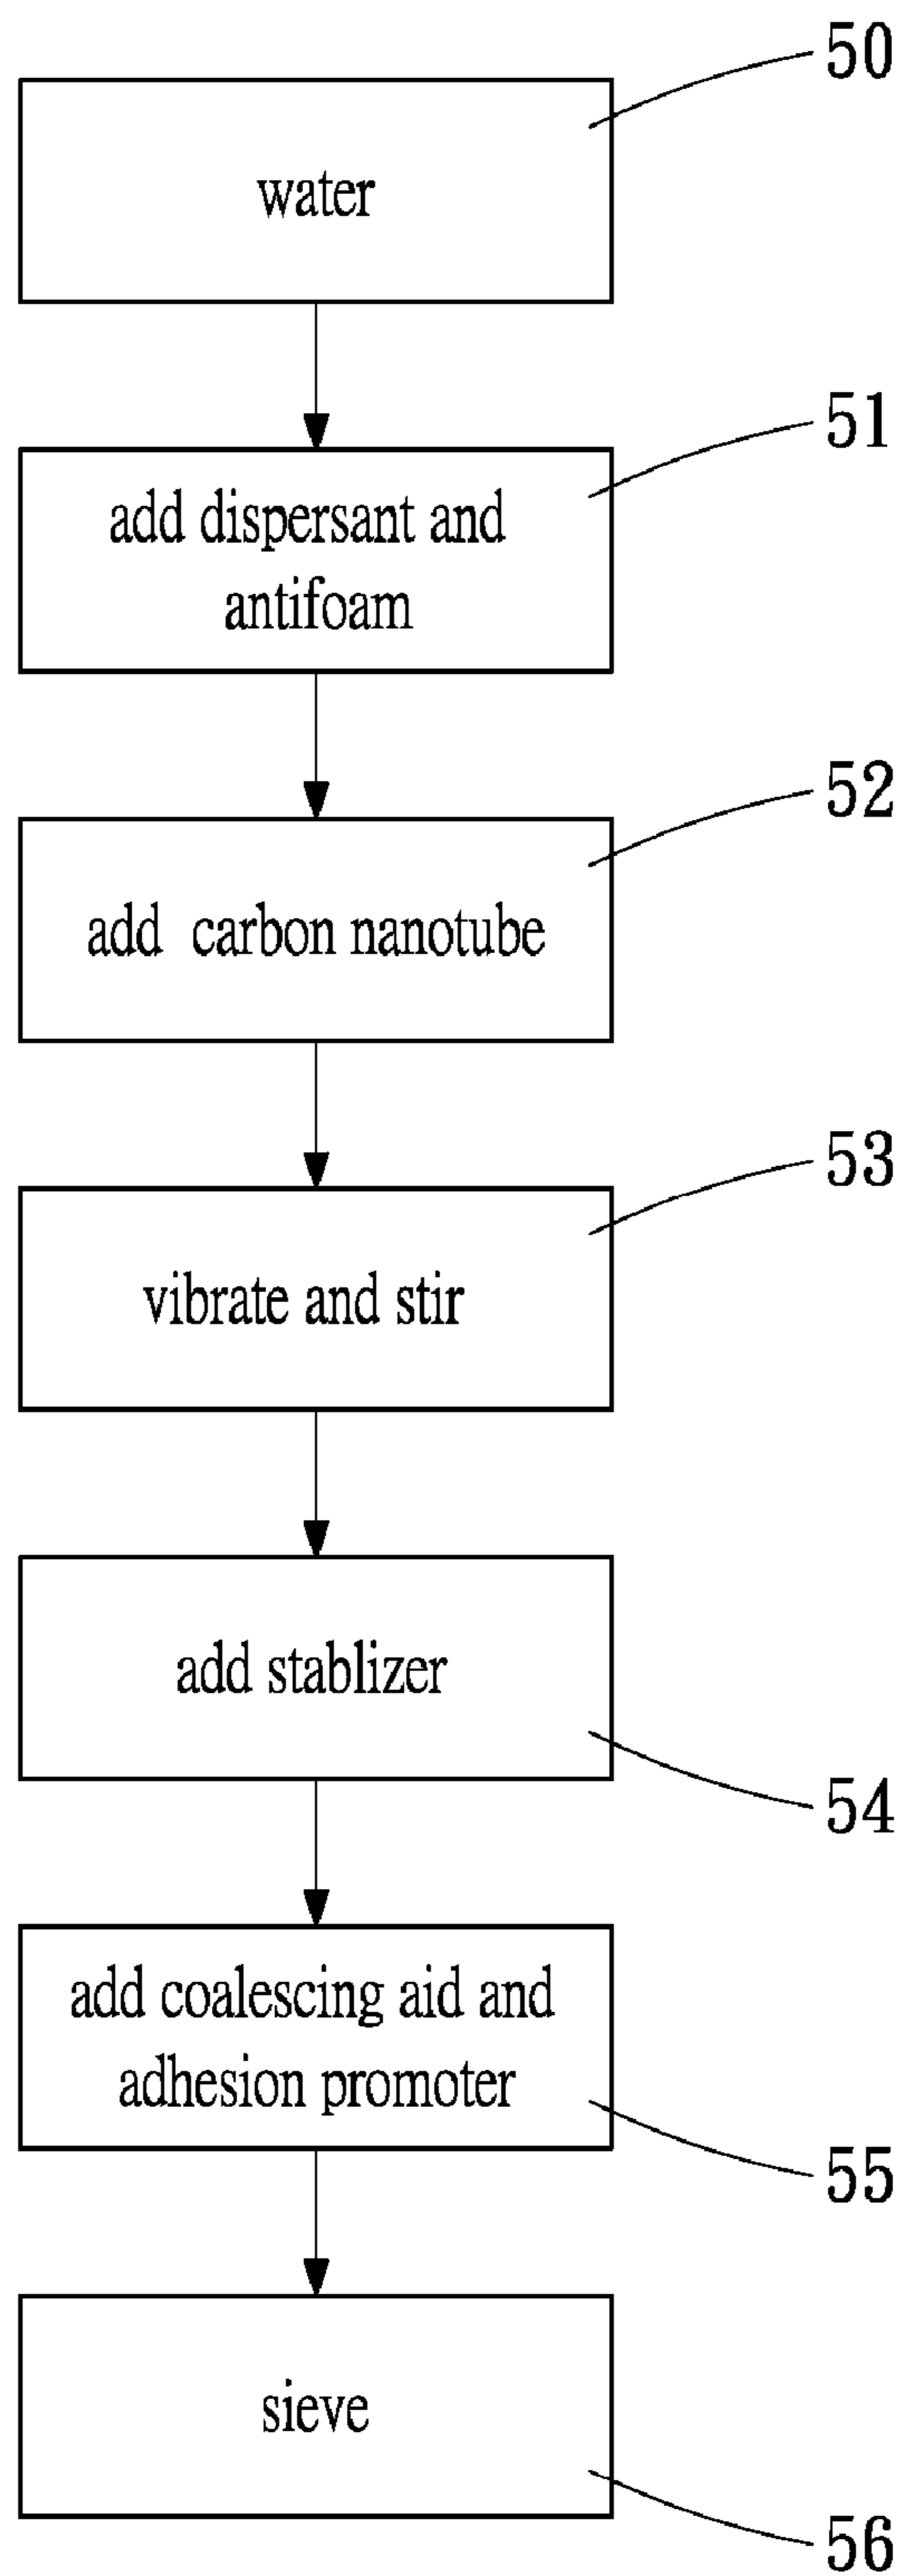 50
water
51
add dispersant and
antifoam
52
add carbon nanotube
53
vibrate and stir
add stablizer
54
add coalescing aid and
adhesion promoter
55
sieve
56